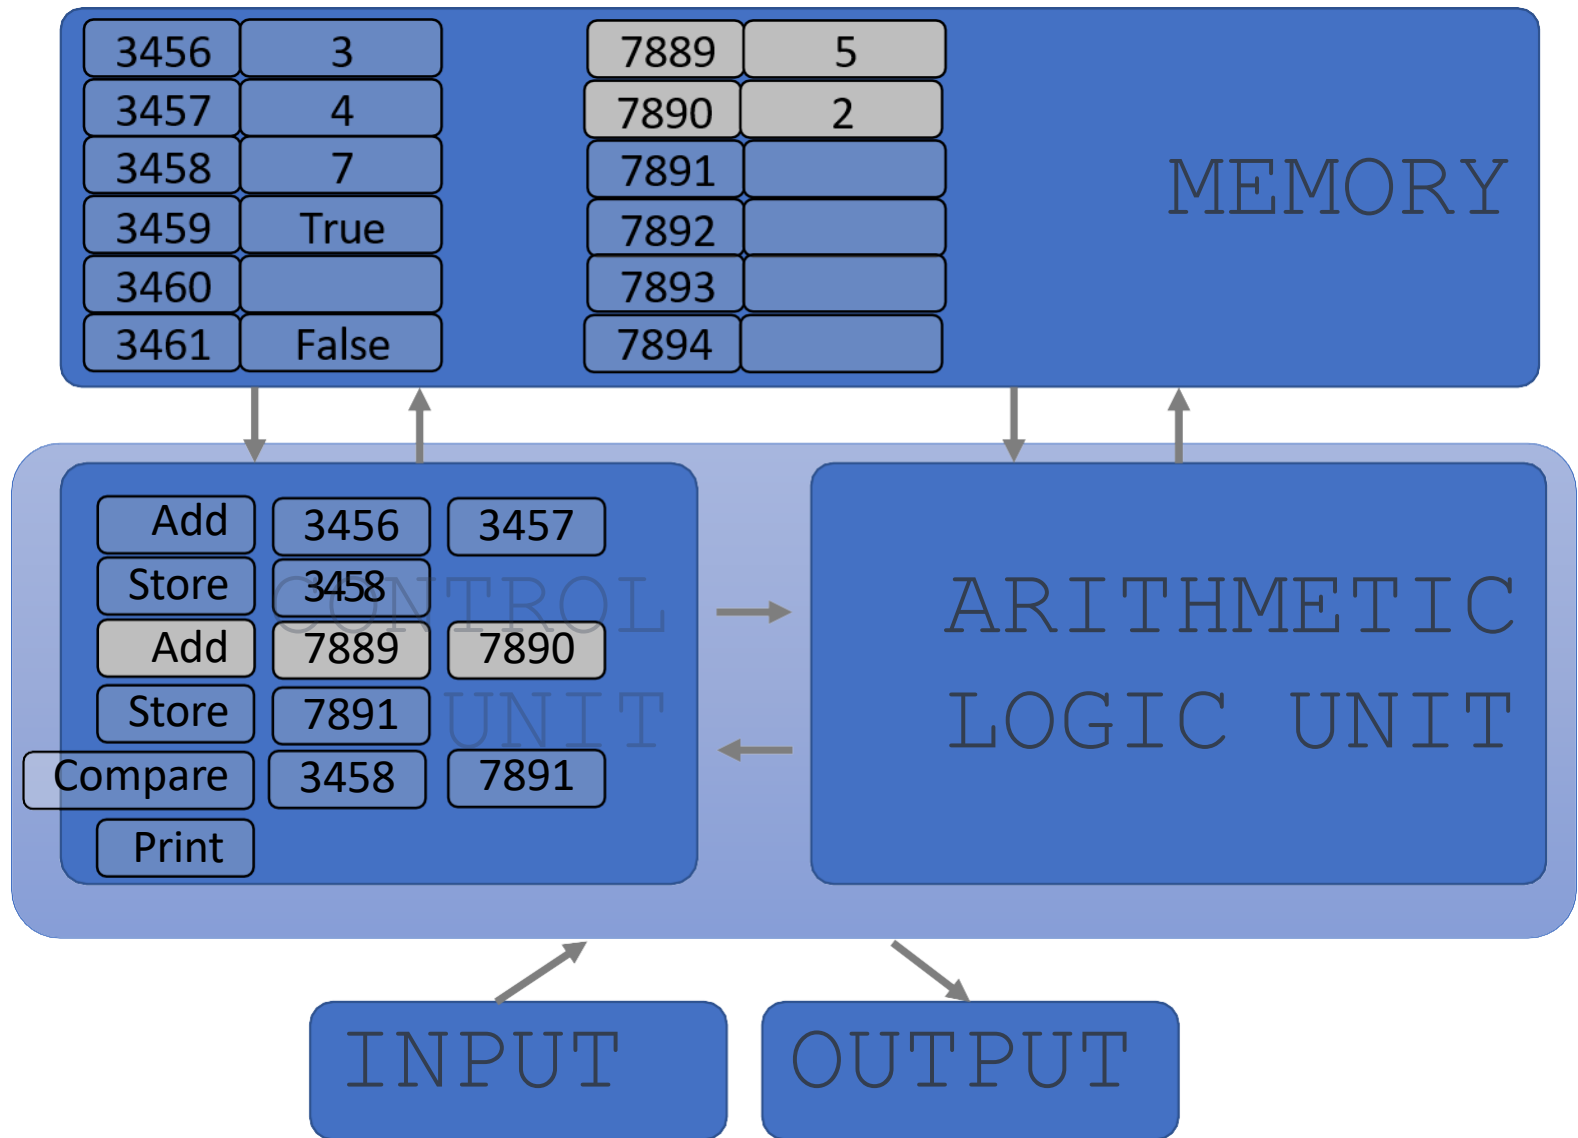 3456 3 7889 5
3457 4 7890 2
3458 7 7891
3459 True 7892
3460 7893
3461 False 7894
MEMORY
Add 3456 3457
Store 3458
Add 7889 7890
Store 7891
Compare 3458 7891
Print
CONTROL
UNIT
ARITHMETIC
LOGIC UNIT
INPUT
OUTPUT